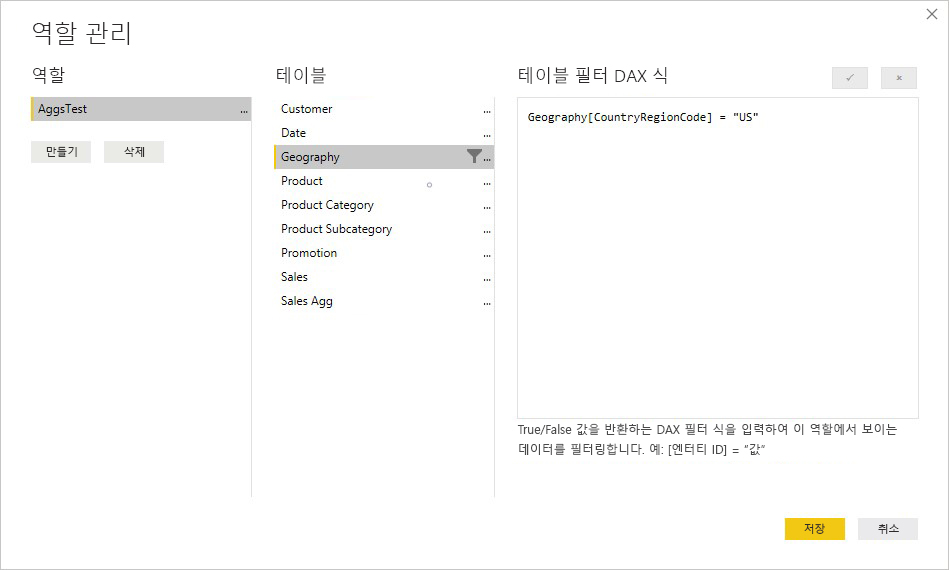 역할 관리
역할
AggsTest
...
만들기
삭제
테이블
Customer ...
Date ...
Geography ...
Product ...
Product Category ...
Product Subcategory ...
Promotion ...
Sales ...
Sales Agg ...
테이블 필터 DAX 식
Geography[CountryRegionCode] = "US"
True/False 값을 반환하는 DAX 필터 식을 입력하여 이 역할에서 보이는
데이터를 필터링합니다. 예: [엔터티 ID] = “값”
저장
취소